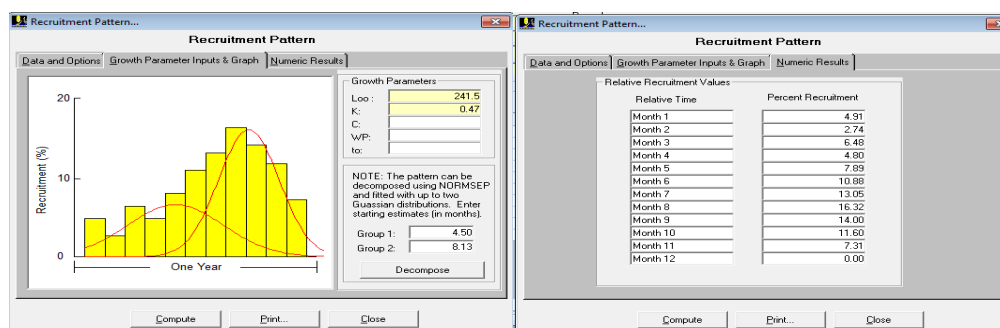 Recruitment Pattern...
Recruitment Pattern
Data and Options
Growth Parameter Inputs & Graph
Numeric Results
20
10
0
Recruitment (%)
One Year
Growth Parameters
Loo : 241.5
K: 0.47
C:
WP:
to:
NOTE: The pattern can be
decomposed using NORMSEP
and fitted with up to two
Guassian distributions. Enter
starting estimates (in months).
Group 1: 4.50
Group 2: 8.13
Decompose
Compute
Print...
Close
Recruitment Pattern...
Recruitment Pattern
Data and Options
Growth Parameter Inputs & Graph
Numeric Results
Relative Recruitment Values
Relative Time Percent Recruitment
Month 1 4.91
Month 2 2.74
Month 3 6.48
Month 4 4.80
Month 5 7.89
Month 6 10.88
Month 7 13.05
Month 8 16.32
Month 9 14.00
Month 10 11.60
Month 11 7.31
Month 12 0.00
Compute
Print...
Close